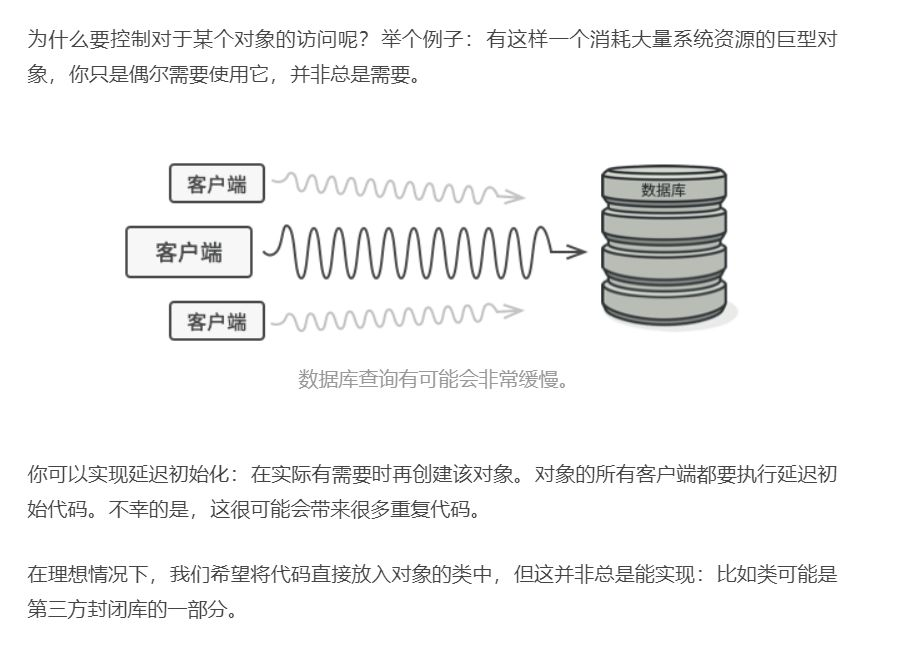 为什么要控制对于某个对象的访问呢？举个例子：有这样一个消耗大量系统资源的巨型对
象，你只是偶尔需要使用它，并非总是需要。
客户端
数据库
客户端
客户端
数据库查询有可能会非常缓慢。
你可以实现延迟初始化：在实际有需要时再创建该对象。对象的所有客户端都要执行延迟初
始代码。不幸的是，这很可能会带来很多重复代码。
在理想情况下，我们希望将代码直接放入对象的类中，但这并非总是能实现：比如类可能是
第三方封闭库的一部分。